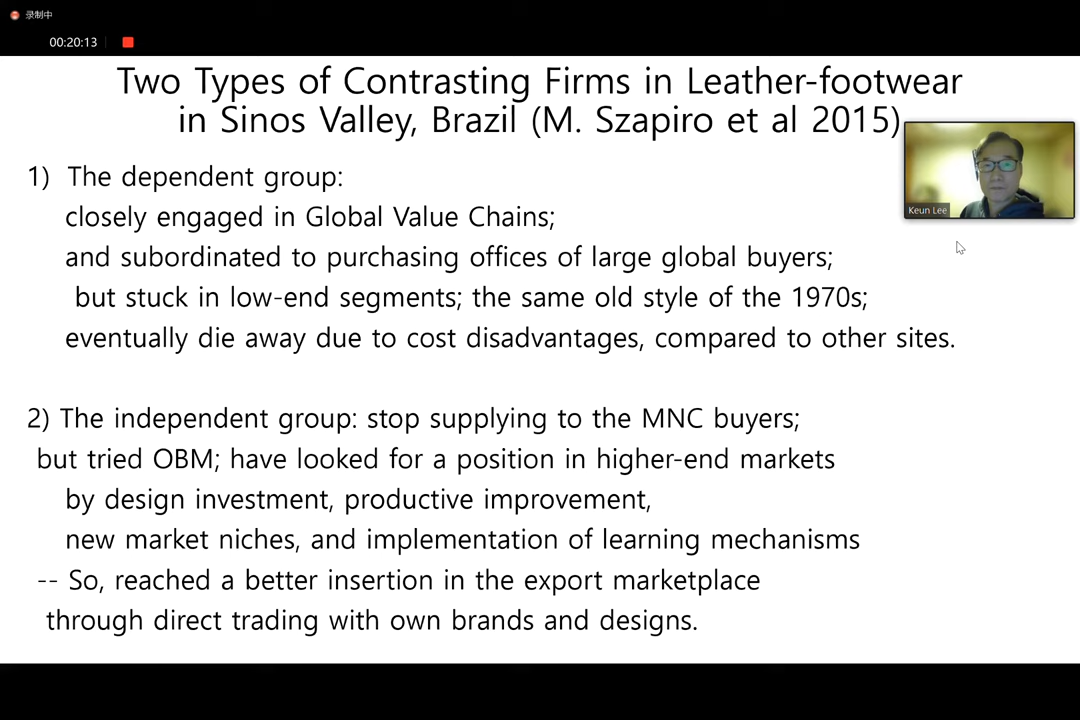 录制中
00:20:13
Two Types of Contrasting Firms in Leather-footwear
in Sinos Valley, Brazil (M. Szapiro et al 2015)
Keun Lee
1) The dependent group:
closely engaged in Global Value Chains;
and subordinated to purchasing offices of large global buyers;
but stuck in low-end segments; the same old style of the 1970s;
eventually die away due to cost disadvantages, compared to other sites.
2) The independent group: stop supplying to the MNC buyers;
but tried OBM; have looked for a position in higher-end markets
by design investment, productive improvement,
new market niches, and implementation of learning mechanisms
-- So, reached a better insertion in the export marketplace
through direct trading with own brands and designs.